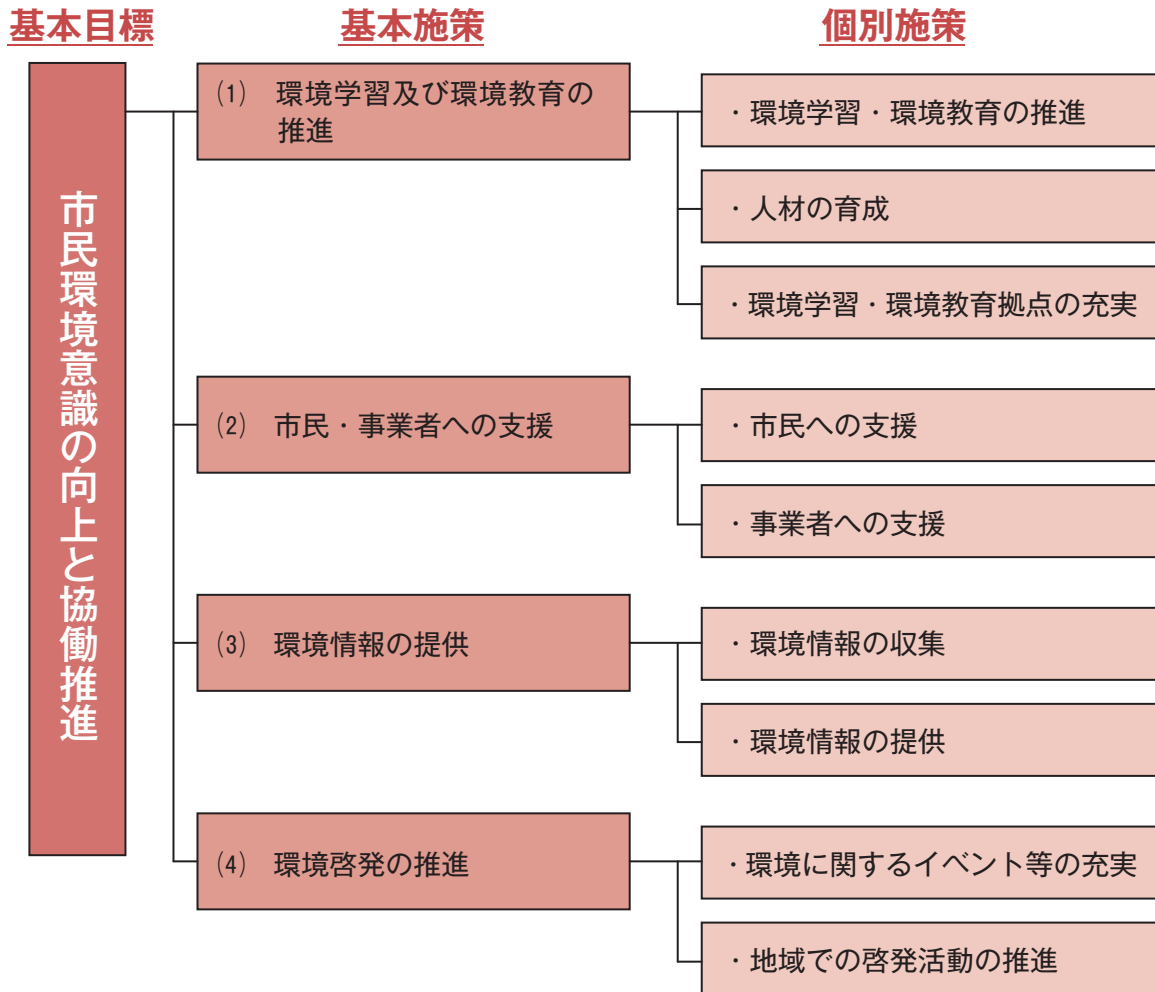 基本目標
基本施策
個別施策
市民環境意識の向上と協働推進
(1) 環境学習及び環境教育の
推進
・環境学習・環境教育の推進
・人材の育成
・環境学習・環境教育拠点の充実
(2) 市民・事業者への支援
・市民への支援
・事業者への支援
(3) 環境情報の提供
・環境情報の収集
・環境情報の提供
(4) 環境啓発の推進
・環境に関するイベント等の充実
・地域での啓発活動の推進